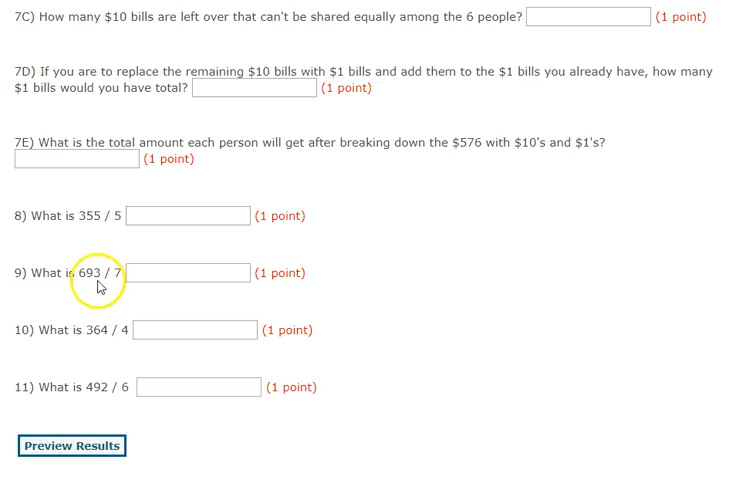 7C) How many $10 bills are left over that can't be shared equally among the 6 people? (1 point)
7D) If you are to replace the remaining $10 bills with $1 bills and add them to the $1 bills you already have, how many
$1 bills would you have total? (1 point)
7E) What is the total amount each person will get after breaking down the $576 with $10's and $1's?
(1 point)
8) What is 355 / 5 (1 point)
9) What is 693 / 7 (1 point)
10) What is 364 / 4 (1 point)
11) What is 492 / 6 (1 point)
Preview Results